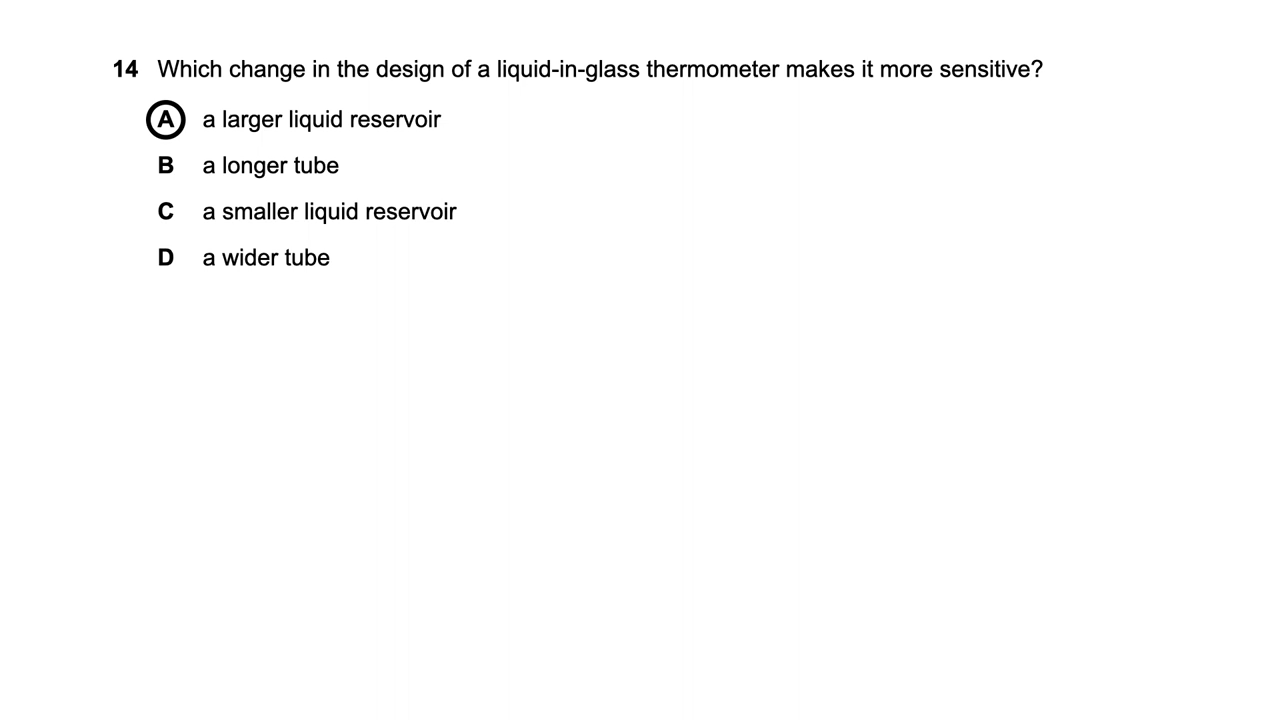 14 Which change in the design of a liquid-in-glass thermometer makes it more sensitive?
A a larger liquid reservoir
B a longer tube
C a smaller liquid reservoir
D a wider tube